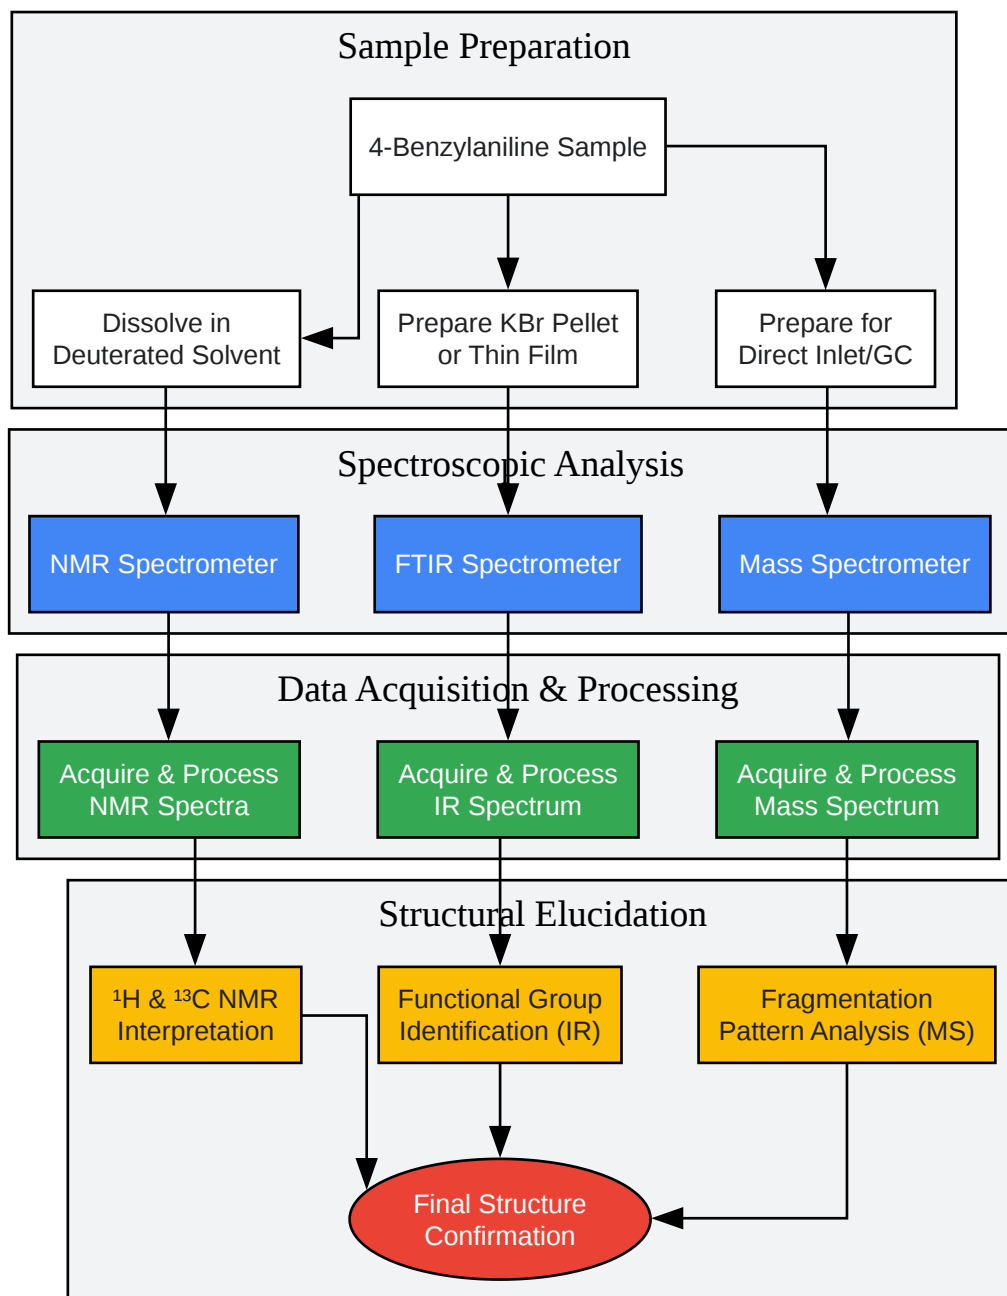 Sample Preparation
4-Benzylaniline Sample
Dissolve in
Deuterated Solvent
Prepare KBr Pellet
or Thin Film
Prepare for
Direct Inlet/GC
Spectroscopic Analysis
NMR Spectrometer
FTIR Spectrometer
Mass Spectrometer
Data Acquisition & Processing
Acquire & Process
NMR Spectra
Acquire & Process
IR Spectrum
Acquire & Process
Mass Spectrum
Structural Elucidation
¹H & ¹³C NMR
Interpretation
Functional Group
Identification (IR)
Fragmentation
Pattern Analysis (MS)
Final Structure
Confirmation